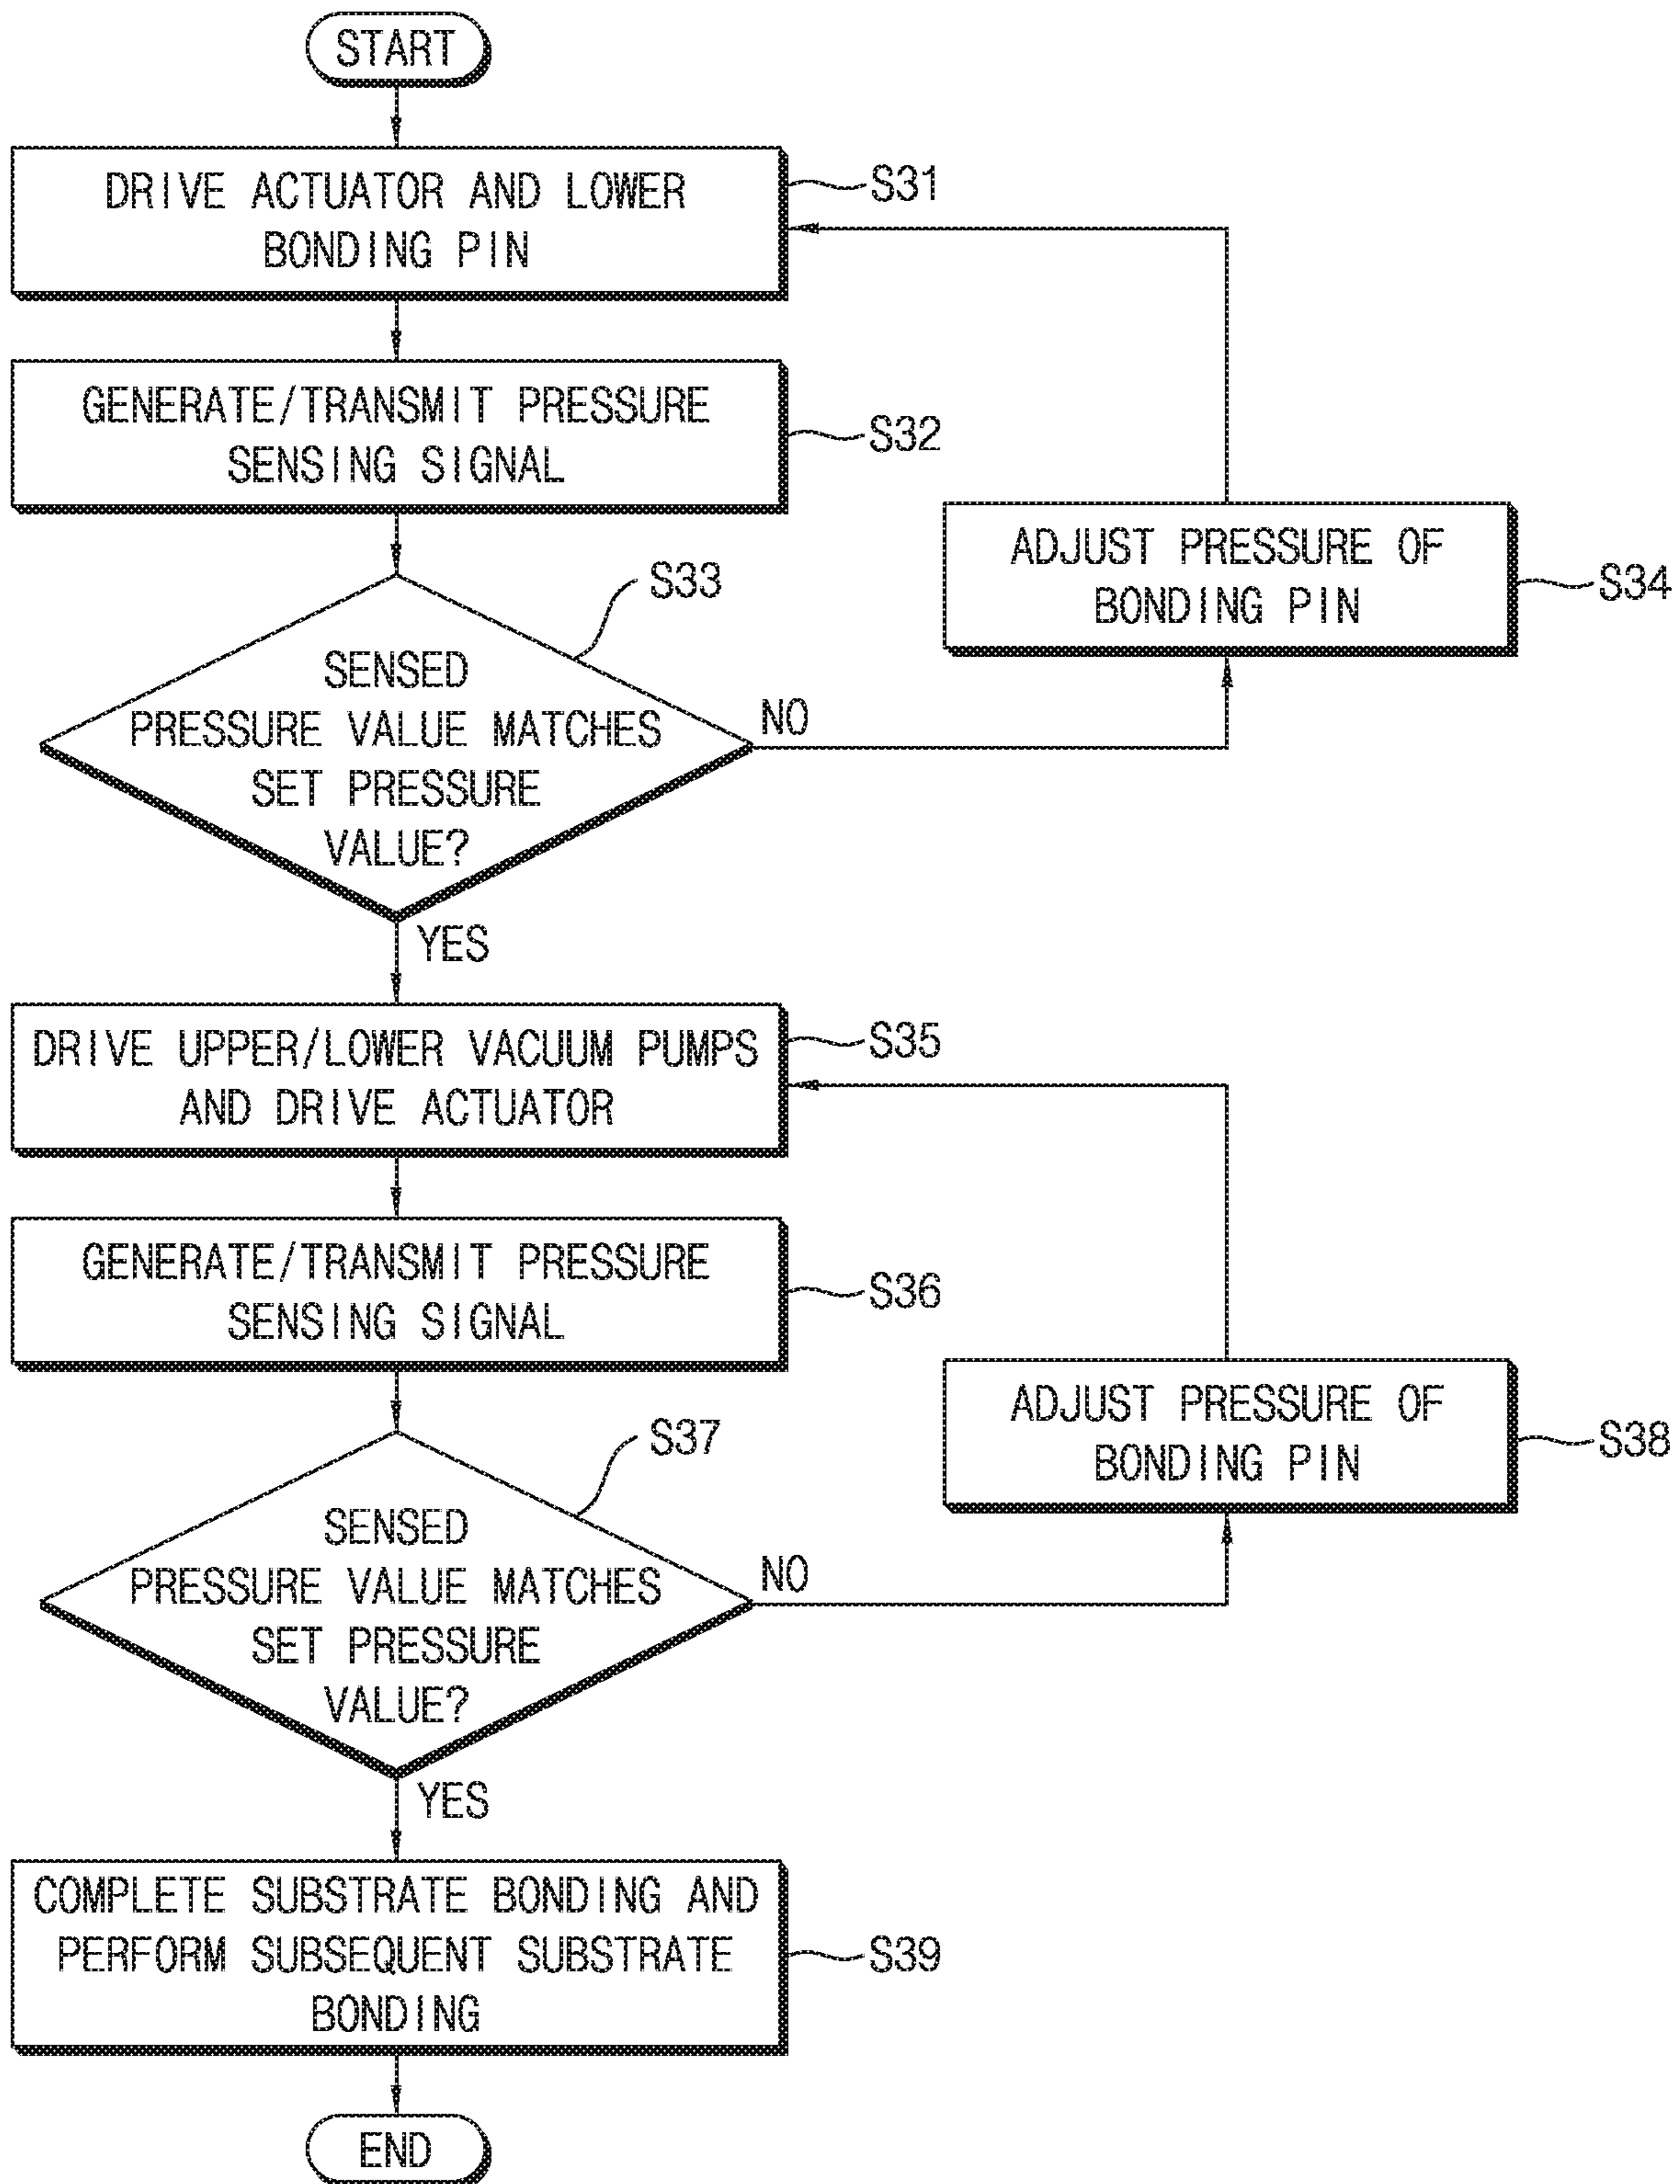 START
DRIVE ACTUATOR AND LOWER
BONDING PIN
S31
GENERATE/TRANSMIT PRESSURE
SENSING SIGNAL
S32
SENSED
PRESSURE VALUE MATCHES
SET PRESSURE
VALUE?
S33
NO
ADJUST PRESSURE OF
BONDING PIN
S34
YES
DRIVE UPPER/LOWER VACUUM PUMPS
AND DRIVE ACTUATOR
S35
GENERATE/TRANSMIT PRESSURE
SENSING SIGNAL
S36
SENSED
PRESSURE VALUE MATCHES
SET PRESSURE
VALUE?
S37
NO
ADJUST PRESSURE OF
BONDING PIN
S38
YES
COMPLETE SUBSTRATE BONDING AND
PERFORM SUBSEQUENT SUBSTRATE
BONDING
S39
END